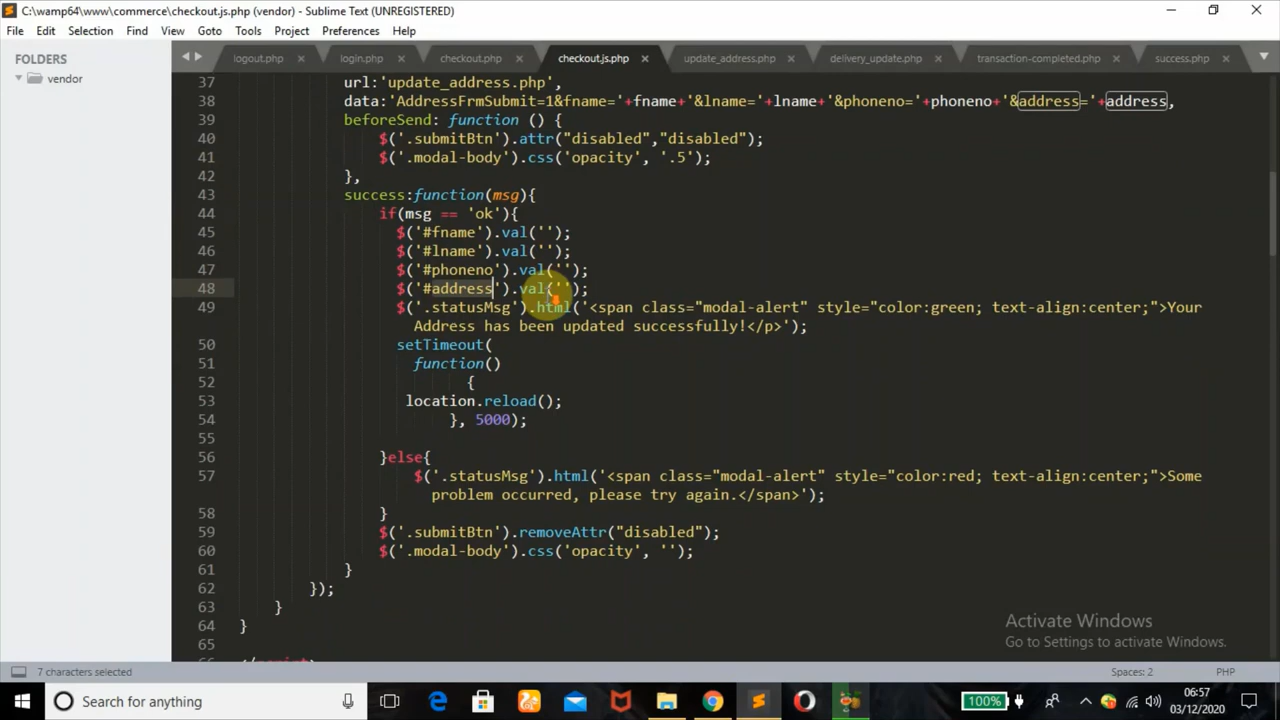 C:\wamp64\www\commerce\checkout.js.php (vendor) - Sublime Text (UNREGISTERED)
File Edit Selection Find View Goto Tools Project Preferences Help
FOLDERS
vendor
logout.php login.php checkout.php checkout.js.php update_address.php delivery_update.php transaction-completed.php success.php
37 url:'update_address.php',
38 data:'AddressFrmSubmit=1&fname='+fname+'&lname='+lname+'&phoneno='+phoneno+'&address='+address,
39 beforeSend: function () {
40 $('.submitBtn').attr("disabled","disabled");
41 $('.modal-body').css('opacity', '.5');
42 },
43 success:function(msg){
44 if(msg == 'ok'){
45 $('#fname').val('');
46 $('#lname').val('');
47 $('#phoneno').val('');
48 $('#address').val('');
49 $('.statusMsg').html('<span class="modal-alert" style="color:green; text-align:center;">Your
Address has been updated successfully!</p>');
50 setTimeout(
51 function()
52 {
53 location.reload();
54 }, 5000);
55
56 }else{
57 $('.statusMsg').html('<span class="modal-alert" style="color:red; text-align:center;">Some
problem occurred, please try again.</span>');
58 }
59 $('.submitBtn').removeAttr("disabled");
60 $('.modal-body').css('opacity', '');
61 }
62 });
63 }
64 }
65
Activate Windows
Go to Settings to activate Windows.
7 characters selected
Spaces: 2
PHP
Search for anything
100%
06:57
03/12/2020